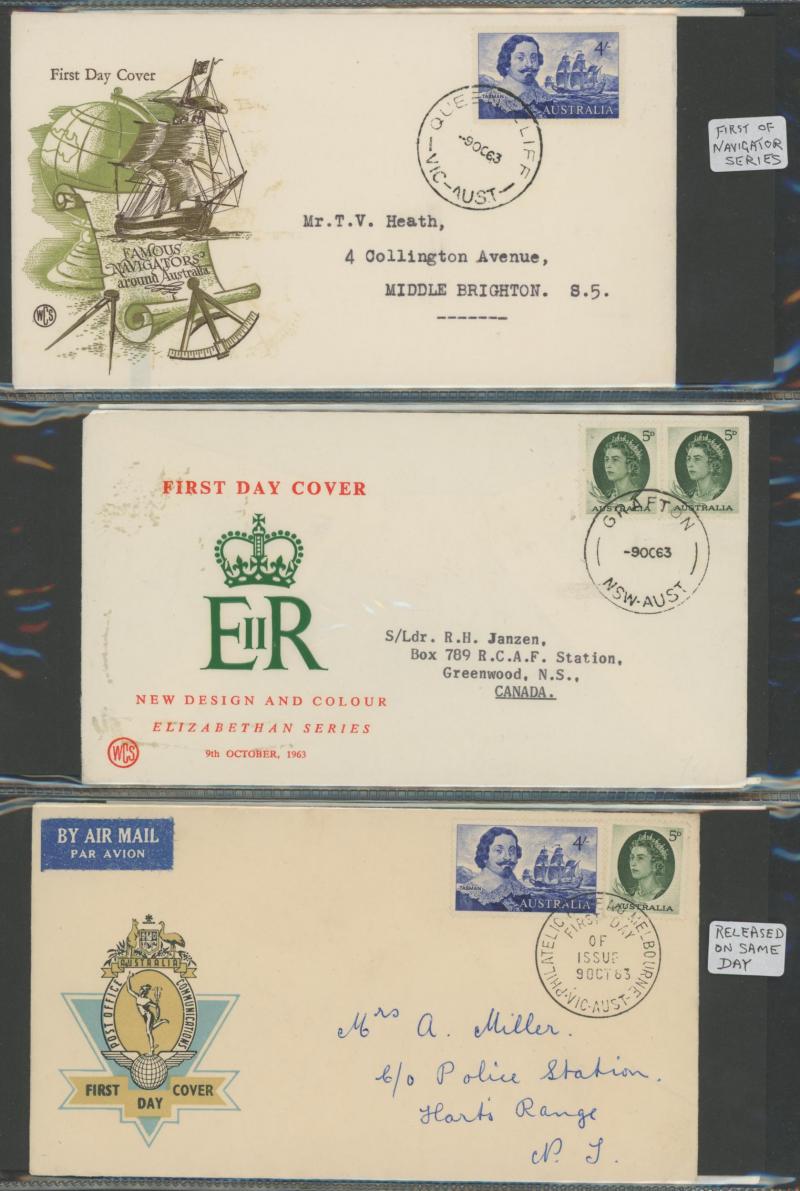 First Day Cover
4/-
TASMAN
AUSTRALIA
QUEENSCLIFF
-9OC63
VIC-AUST
FIRST OF
NAVIGATOR
SERIES
Mr.T.V. Heath,
4 Collington Avenue,
MIDDLE BRIGHTON. S.5.
FAMOUS
NAVIGATORS
around Australia
WCS
FIRST DAY COVER
5D
AUSTRALIA
5D
AUSTRALIA
GRAFTON
-9OC63
NSW-AUST
EIIR
S/Ldr. R.H. Janzen,
Box 789 R.C.A.F. Station,
Greenwood, N.S.,
CANADA.
NEW DESIGN AND COLOUR
ELIZABETHAN SERIES
9th OCTOBER, 1963
WCS
BY AIR MAIL
PAR AVION
4/-
TASMAN
AUSTRALIA
5D
AUSTRALIA
PHILATELIC
MELBOURNE
FIRST DAY
OF
ISSUE
9OCT63
VIC-AUST
RELEASED
ON SAME
DAY
AUSTRALIA
POST OFFICE COMMUNICATIONS
FIRST DAY COVER
Mrs A. Miller.
C/o Police Station.
Harts Range
N.T.